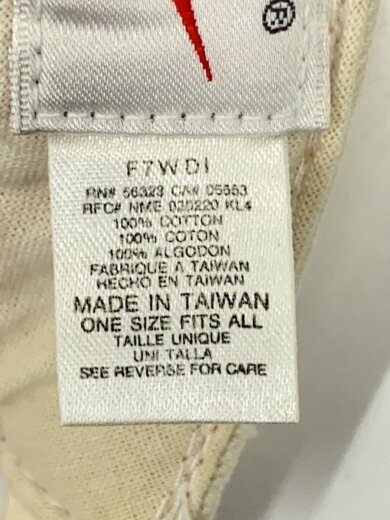 ®
F7WDI
RN# 56323 CA# 05553
RFC# NME 030220 KL4
100% COTTON
100% COTON
100% ALGODON
FABRIQUE A TAIWAN
HECHO EN TAIWAN
MADE IN TAIWAN
ONE SIZE FITS ALL
TAILLE UNIQUE
UNI TALLA
SEE REVERSE FOR CARE